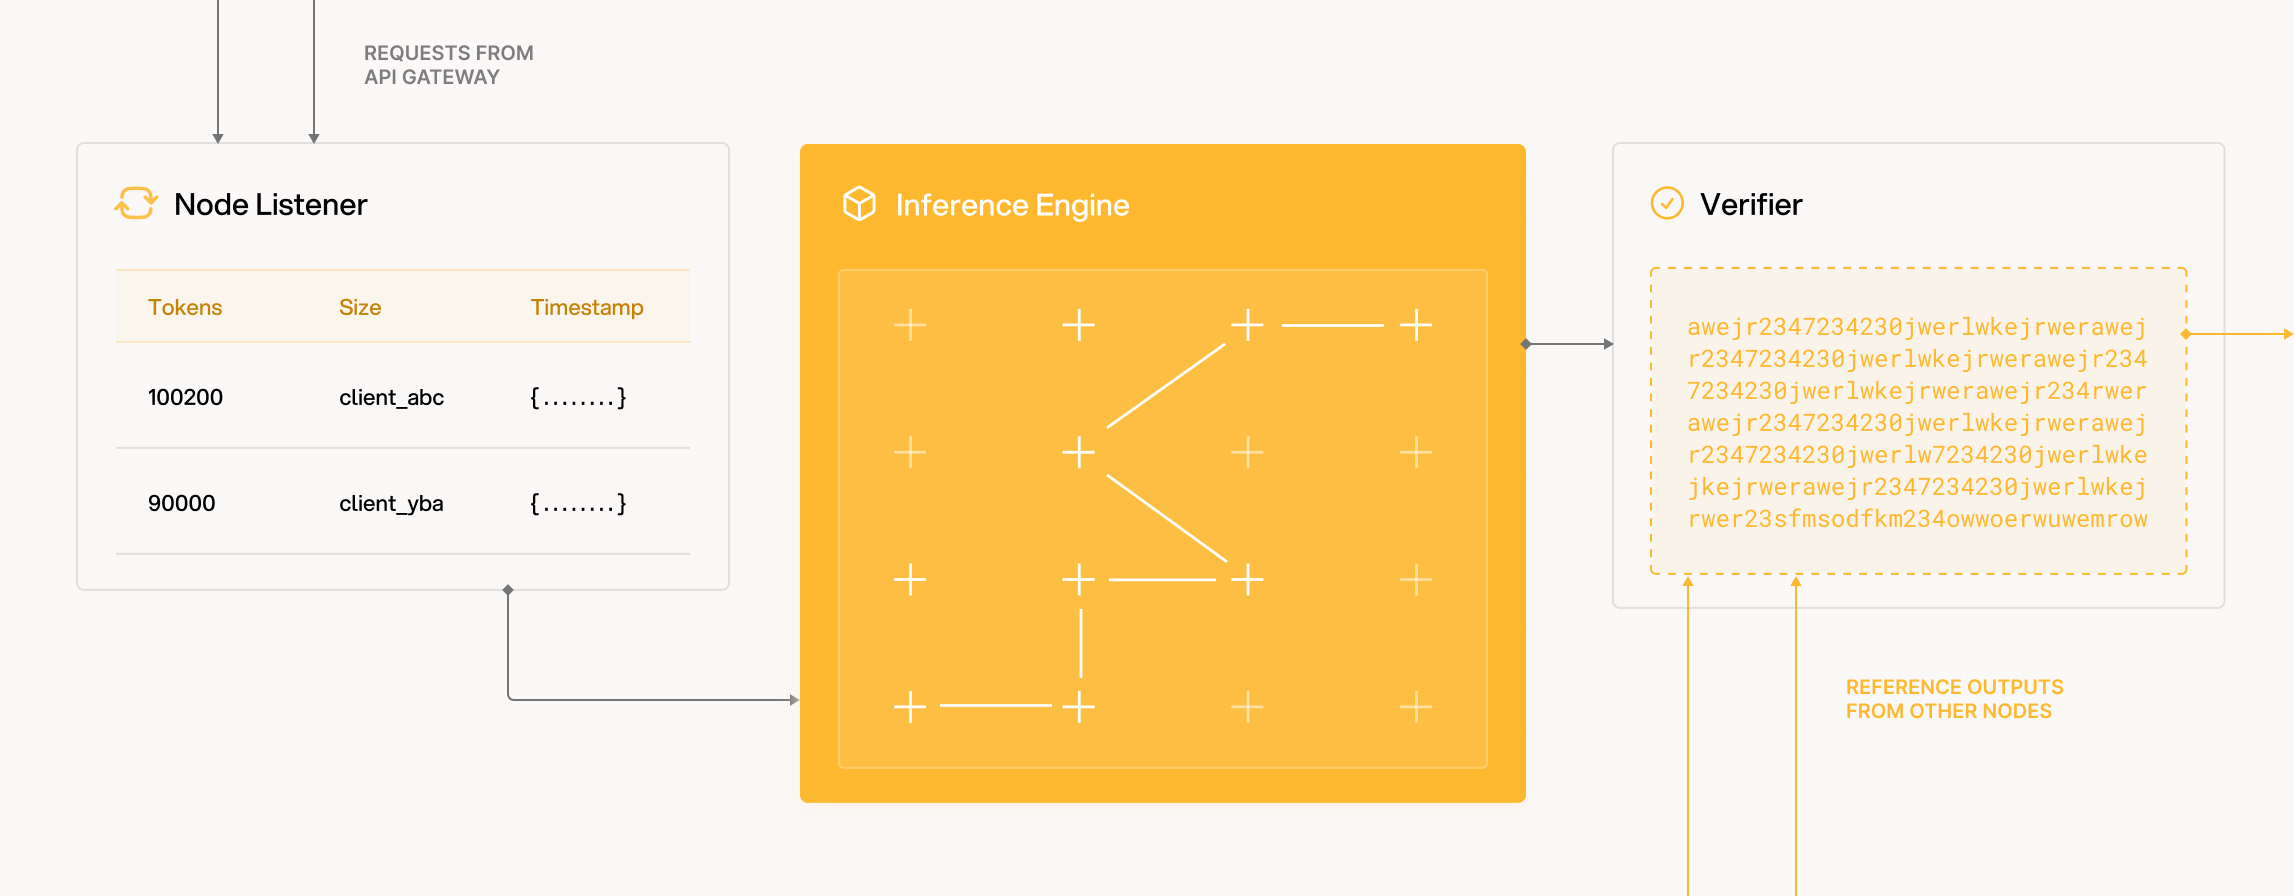 REQUESTS FROM
API GATEWAY
Node Listener
Tokens Size Timestamp
100200 client_abc {........}
90000 client_yba {........}
Inference Engine
Verifier
awejr2347234230jwerlwkejrwerawej
r2347234230jwerlwkejrwerawejr234
7234230jwerlwkejrwerawejr234rwer
awejr2347234230jwerlwkejrwerawej
r2347234230jwerlw7234230jwerlwke
jkejrwerawejr2347234230jwerlwkej
rwer23sfmsodfkm234owwoerwuwemrow
REFERENCE OUTPUTS
FROM OTHER NODES